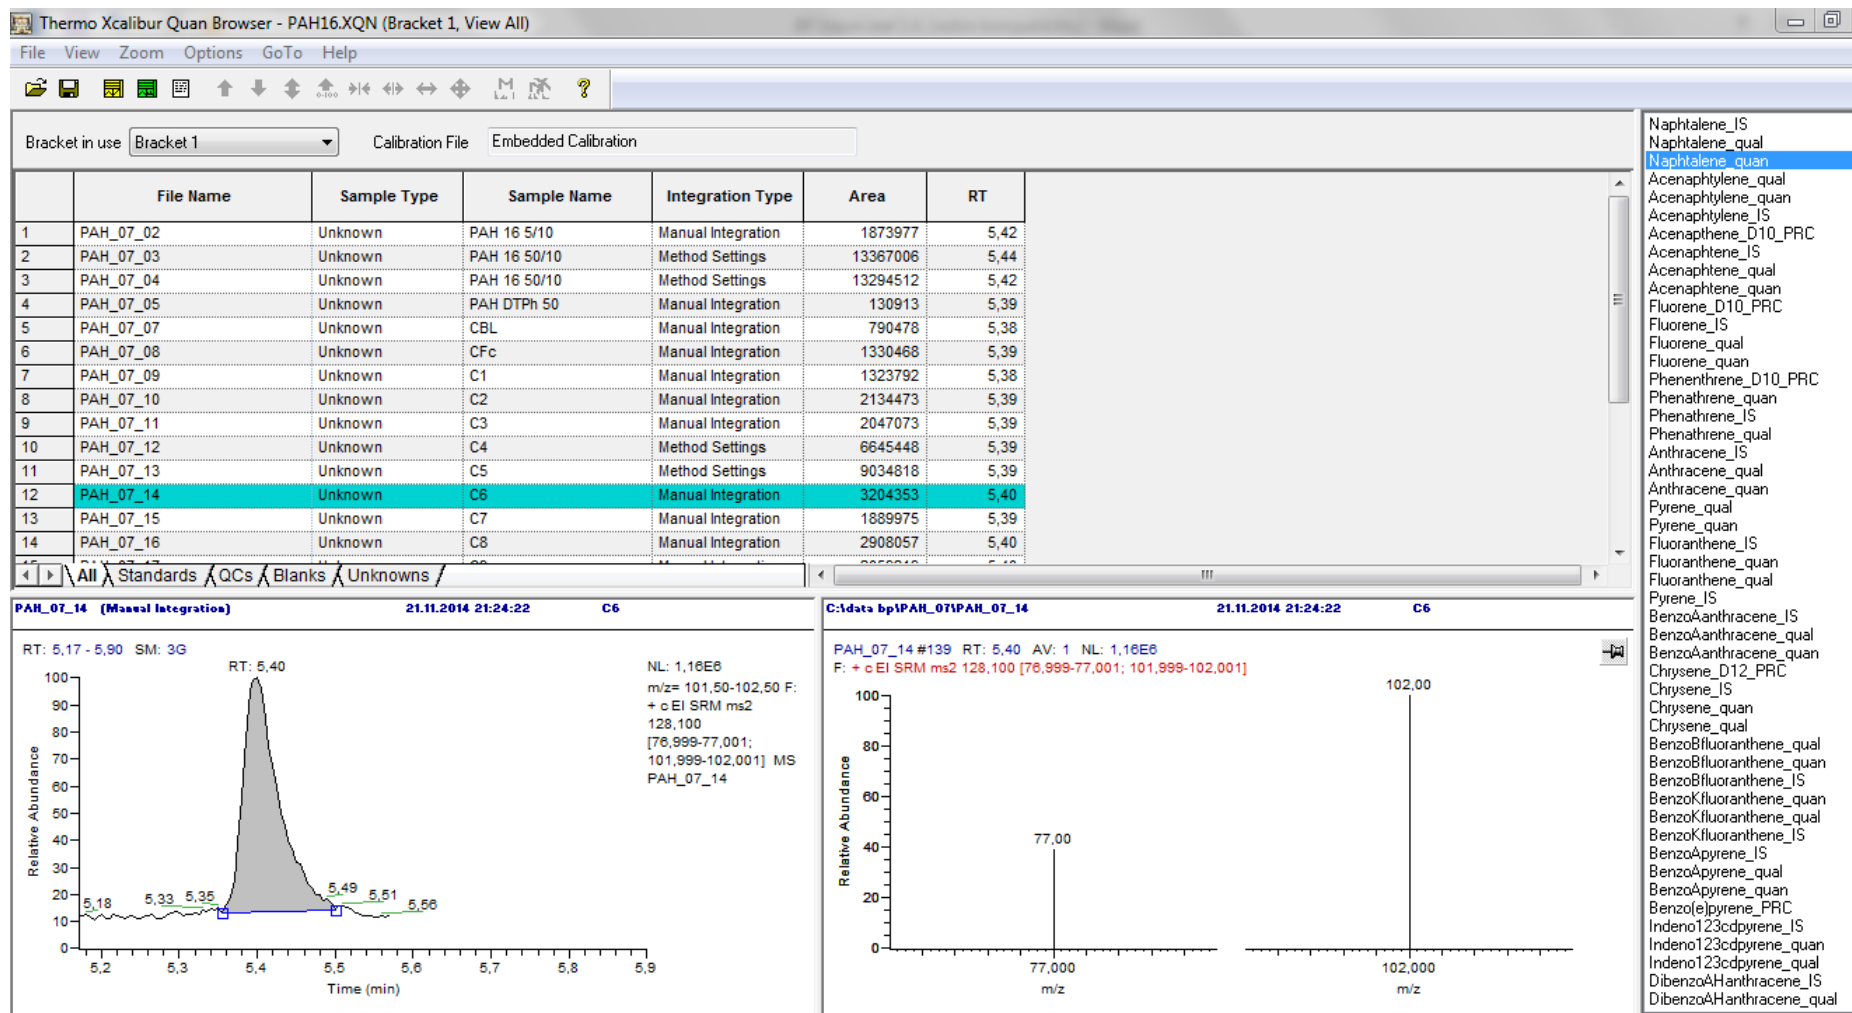 Thermo Xcalibur Quan Browser - PAH16.XQN (Bracket 1, View All)
File View Zoom Options GoTo Help
Bracket in use Bracket 1 Calibration File Embedded Calibration
File Name Sample Type Sample Name Integration Type Area RT
1 PAH_07_02 Unknown PAH 16 5/10 Manual Integration 1873977 5,42
2 PAH_07_03 Unknown PAH 16 50/10 Method Settings 13367006 5,44
3 PAH_07_04 Unknown PAH 16 50/10 Method Settings 13294512 5,42
4 PAH_07_05 Unknown PAH DTPh 50 Manual Integration 130913 5,39
5 PAH_07_07 Unknown CBL Manual Integration 790478 5,38
6 PAH_07_08 Unknown CFc Manual Integration 1330468 5,39
7 PAH_07_09 Unknown C1 Manual Integration 1323792 5,38
8 PAH_07_10 Unknown C2 Manual Integration 2134473 5,39
9 PAH_07_11 Unknown C3 Manual Integration 2047073 5,39
10 PAH_07_12 Unknown C4 Method Settings 6645448 5,39
11 PAH_07_13 Unknown C5 Method Settings 9034818 5,39
12 PAH_07_14 Unknown C6 Manual Integration 3204353 5,40
13 PAH_07_15 Unknown C7 Manual Integration 1889975 5,39
14 PAH_07_16 Unknown C8 Manual Integration 2908057 5,40
All Standards QCs Blanks Unknowns
PAH_07_14 (Manual Integration) 21.11.2014 21:24:22 C6
RT: 5,17 - 5,90 SM: 3G
RT: 5,40
NL: 1,16E6
m/z= 101,50-102,50 F:
+ c EI SRM ms2
128,100
[76,999-77,001;
101,999-102,001] MS
PAH_07_14
100
90
80
70
60
50
40
30
20
10
0
Relative Abundance
5,18 5,33 5,35 5,49 5,51 5,56
5,2 5,3 5,4 5,5 5,6 5,7 5,8 5,9
Time (min)
C:\data bp\PAH_07\PAH_07_14 21.11.2014 21:24:22 C6
PAH_07_14 #139 RT: 5,40 AV: 1 NL: 1,16E6
F: + c EI SRM ms2 128,100 [76,999-77,001; 101,999-102,001]
102,00
77,00
100
80
60
40
20
0
Relative Abundance
77,000 102,000
m/z m/z
Naphtalene_IS
Naphtalene_qual
Naphtalene_quan
Acenaphtylene_qual
Acenaphtylene_quan
Acenaphtylene_IS
Acenapthene_D10_PRC
Acenaphtene_IS
Acenaphtene_qual
Acenaphtene_quan
Fluorene_D10_PRC
Fluorene_IS
Fluorene_qual
Fluorene_quan
Phenenthrene_D10_PRC
Phenathrene_quan
Phenathrene_IS
Phenathrene_qual
Anthracene_IS
Anthracene_qual
Anthracene_quan
Pyrene_qual
Pyrene_quan
Fluoranthene_IS
Fluoranthene_quan
Fluoranthene_qual
Pyrene_IS
BenzoAanthracene_IS
BenzoAanthracene_qual
BenzoAanthracene_quan
Chrysene_D12_PRC
Chrysene_IS
Chrysene_quan
Chrysene_qual
BenzoBfluoranthene_qual
BenzoBfluoranthene_quan
BenzoBfluoranthene_IS
BenzoKfluoranthene_quan
BenzoKfluoranthene_qual
BenzoKfluoranthene_IS
BenzoApyrene_IS
BenzoApyrene_qual
BenzoApyrene_quan
Benzo(e)pyrene_PRC
Indeno123cdpyrene_IS
Indeno123cdpyrene_quan
Indeno123cdpyrene_qual
DibenzoAHanthracene_IS
DibenzoAHanthracene_qual